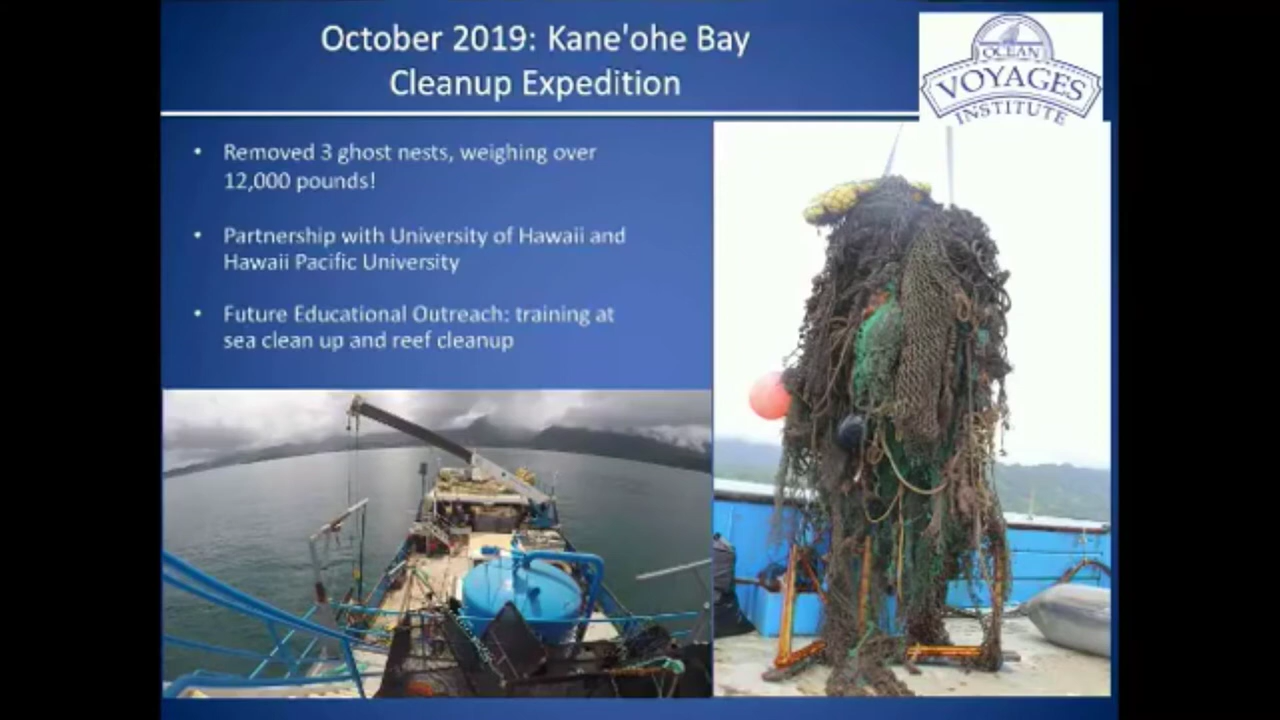 October 2019: Kane'ohe Bay
Cleanup Expedition
OCEAN
VOYAGES
INSTITUTE
• Removed 3 ghost nests, weighing over
12,000 pounds!
• Partnership with University of Hawaii and
Hawaii Pacific University
• Future Educational Outreach: training at
sea clean up and reef cleanup